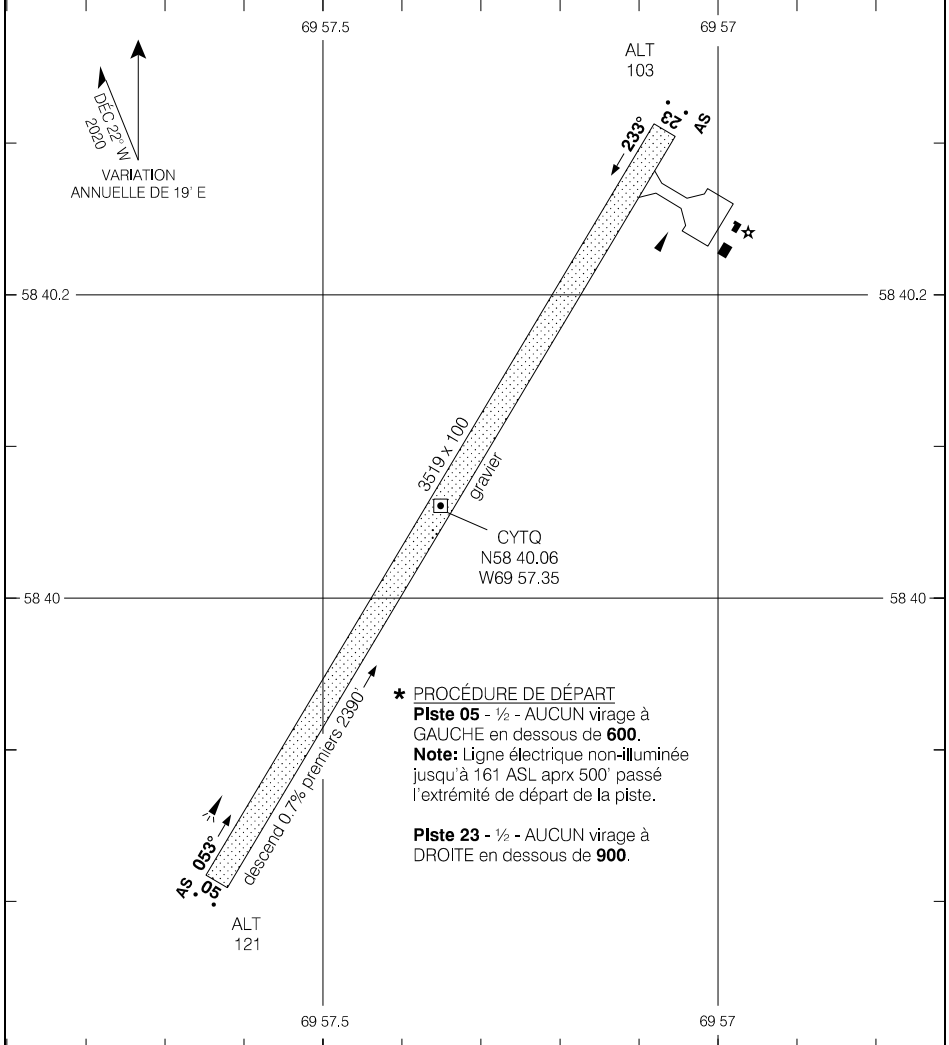 69 57.5
69 57
ALT
103
DÉC 22° W
2020
VARIATION
ANNUELLE DE 19' E
233°
23
AS
58 40.2
58 40.2
3519 x 100
gravier
CYTQ
N58 40.06
W69 57.35
58 40
58 40
* PROCÉDURE DE DÉPART
Piste 05 - ½ - AUCUN virage à
GAUCHE en dessous de 600.
Note: Ligne électrique non-illuminée
jusqu'à 161 ASL aprx 500' passé
l'extrémité de départ de la piste.
Piste 23 - ½ - AUCUN virage à
DROITE en dessous de 900.
descend 0.7% premiers 2390'
053°
AS
05
ALT
121
69 57.5
69 57